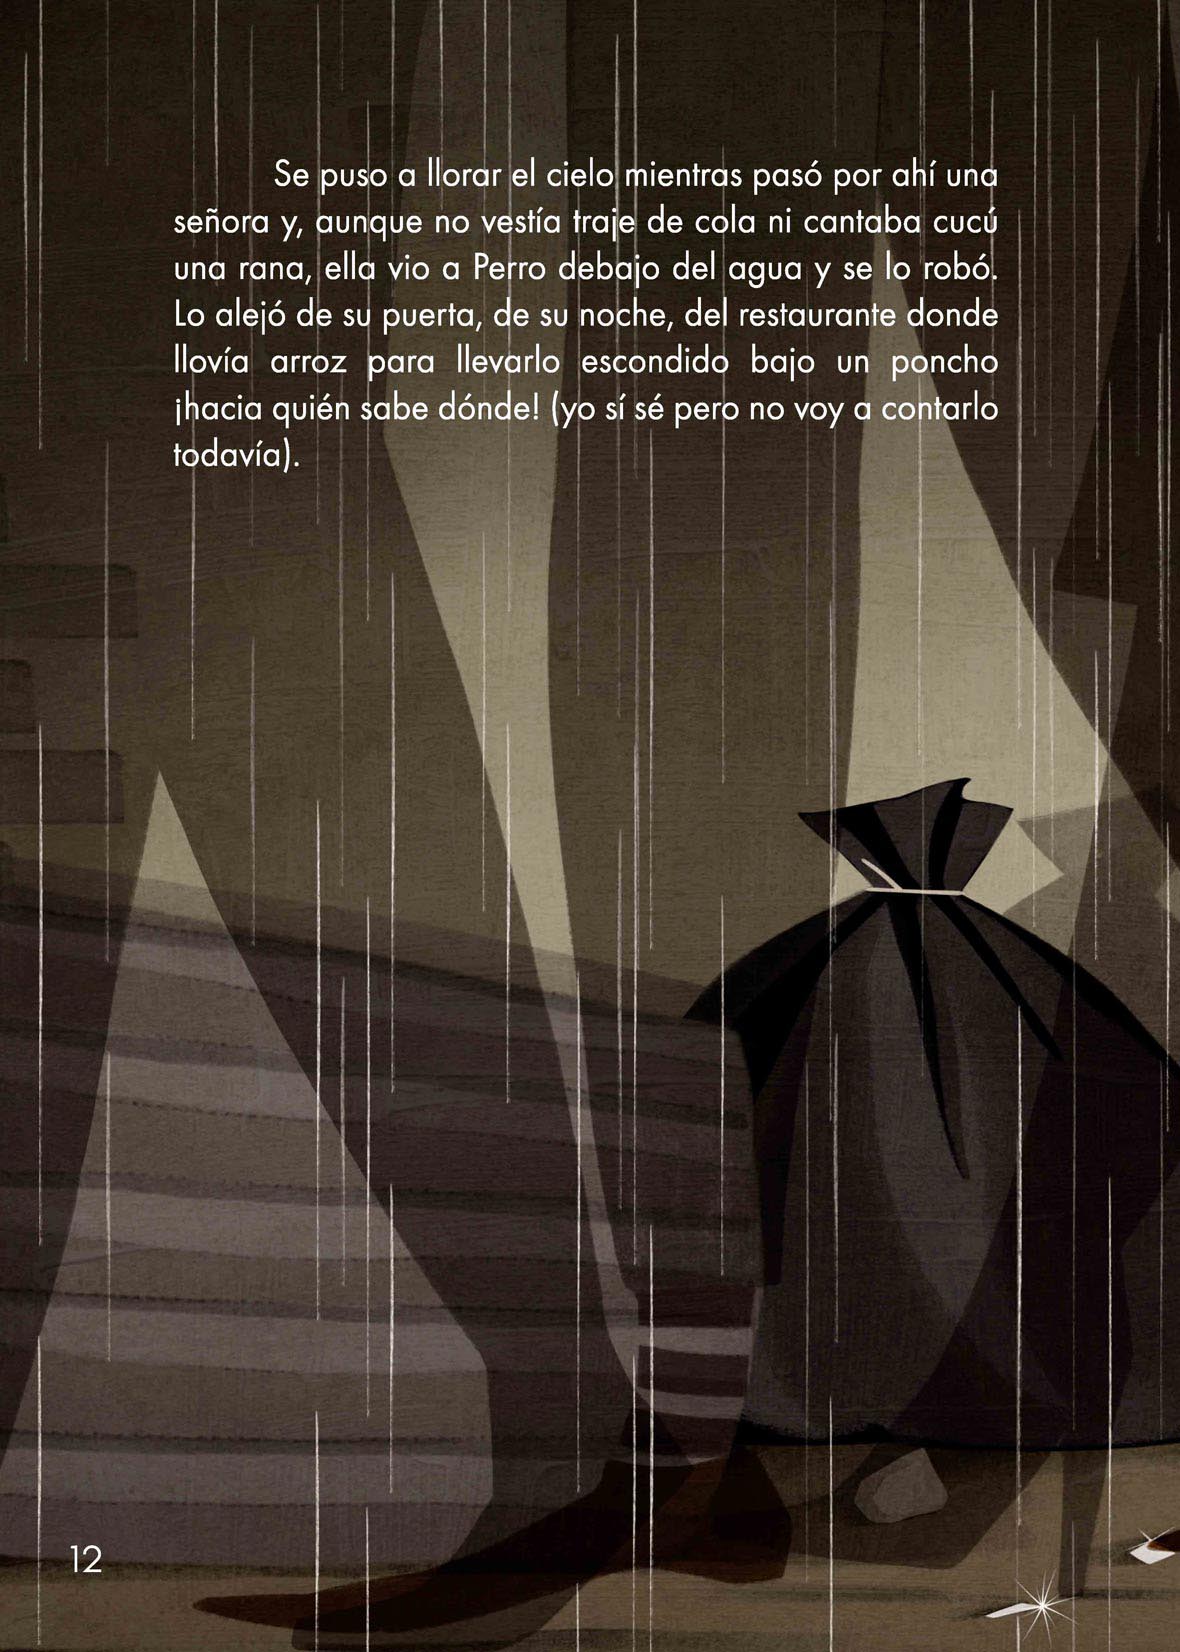 Se puso a llorar el cielo mientras pasó por ahí una
señora y, aunque no vestía traje de cola ni cantaba cucú
una rana, ella vio a Perro debajo del agua y se lo robó.
Lo alejó de su puerta, de su noche, del restaurante donde
llovía arroz para llevarlo escondido bajo un poncho
¡hacia quién sabe dónde! (yo sí sé pero no voy a contarlo
todavía).
12